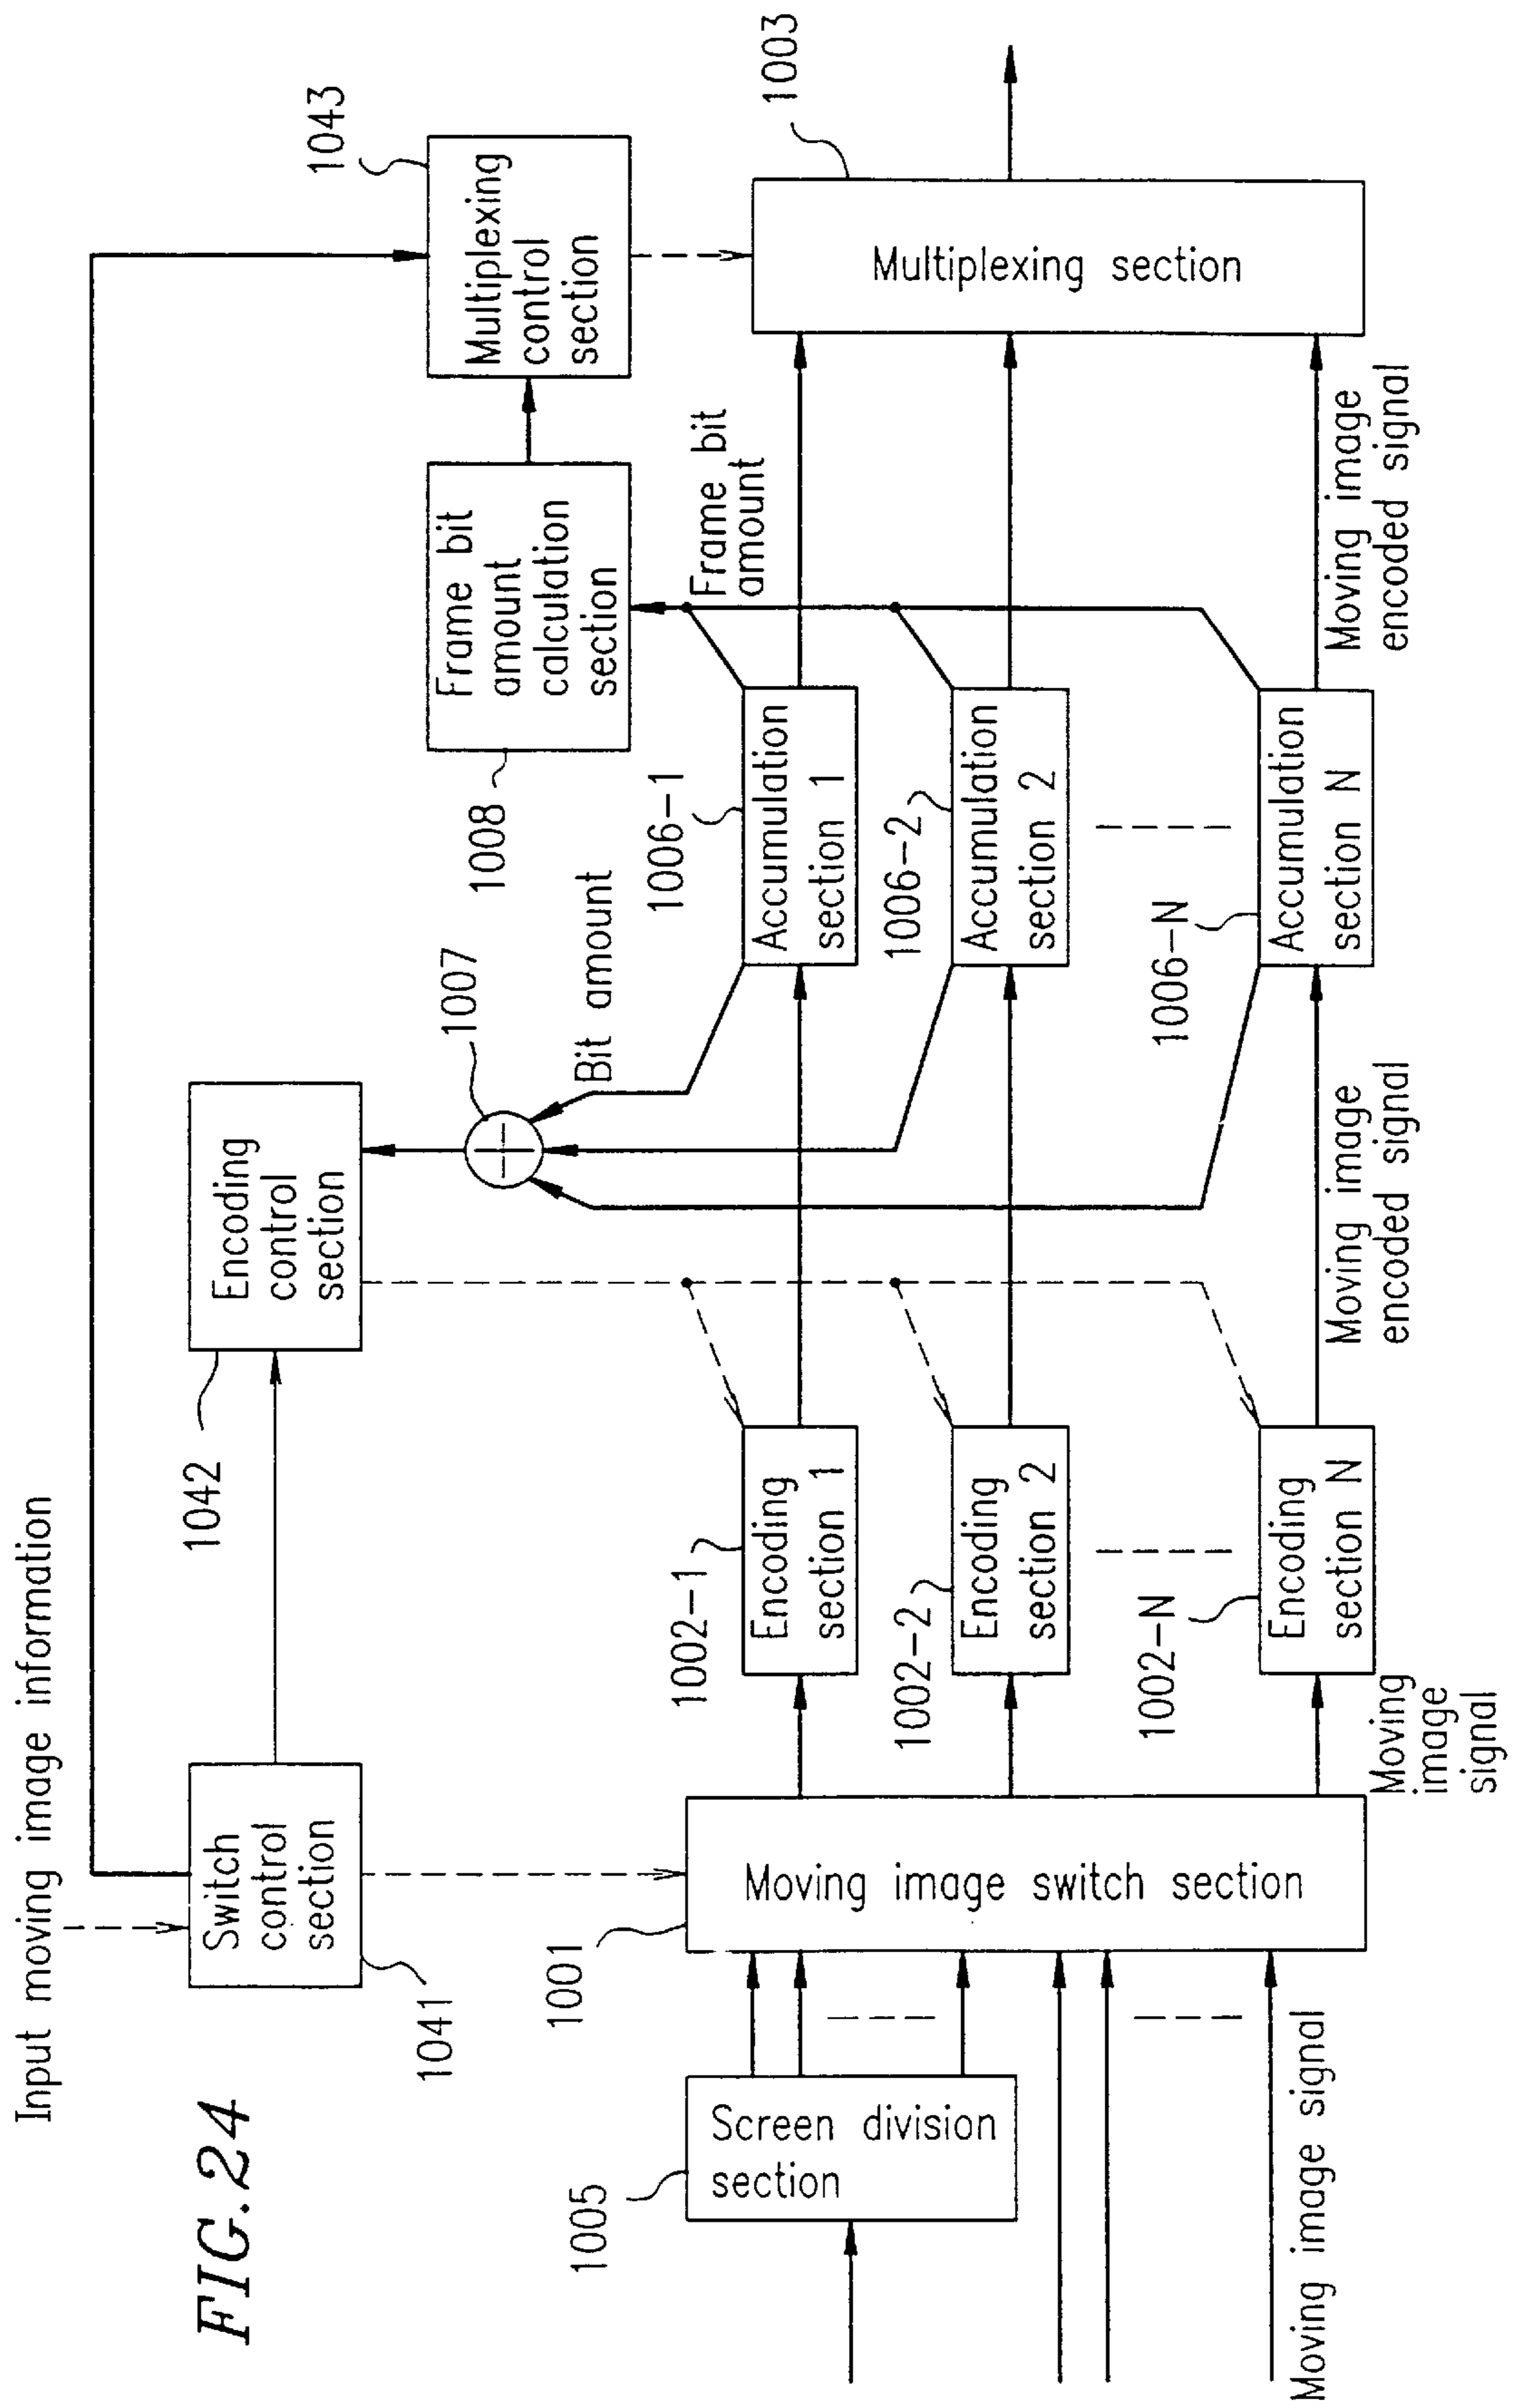 FIG.24
Input moving image information
Switch
control
section
1041
1042
Encoding
control
section
1007
Bit amount
1008
Frame bit
amount
calculation
section
Frame bit
amount
1043
Multiplexing
control
section
1005
Screen division
section
1001
Moving image switch section
Moving image signal
1002-1
Encoding
section 1
1002-2
Encoding
section 2
1002-N
Encoding
section N
Moving
image
signal
1006-1
Accumulation
section 1
1006-2
Accumulation
section 2
1006-N
Accumulation
section N
Moving image
encoded signal
Moving image
encoded signal
1003
Multiplexing section